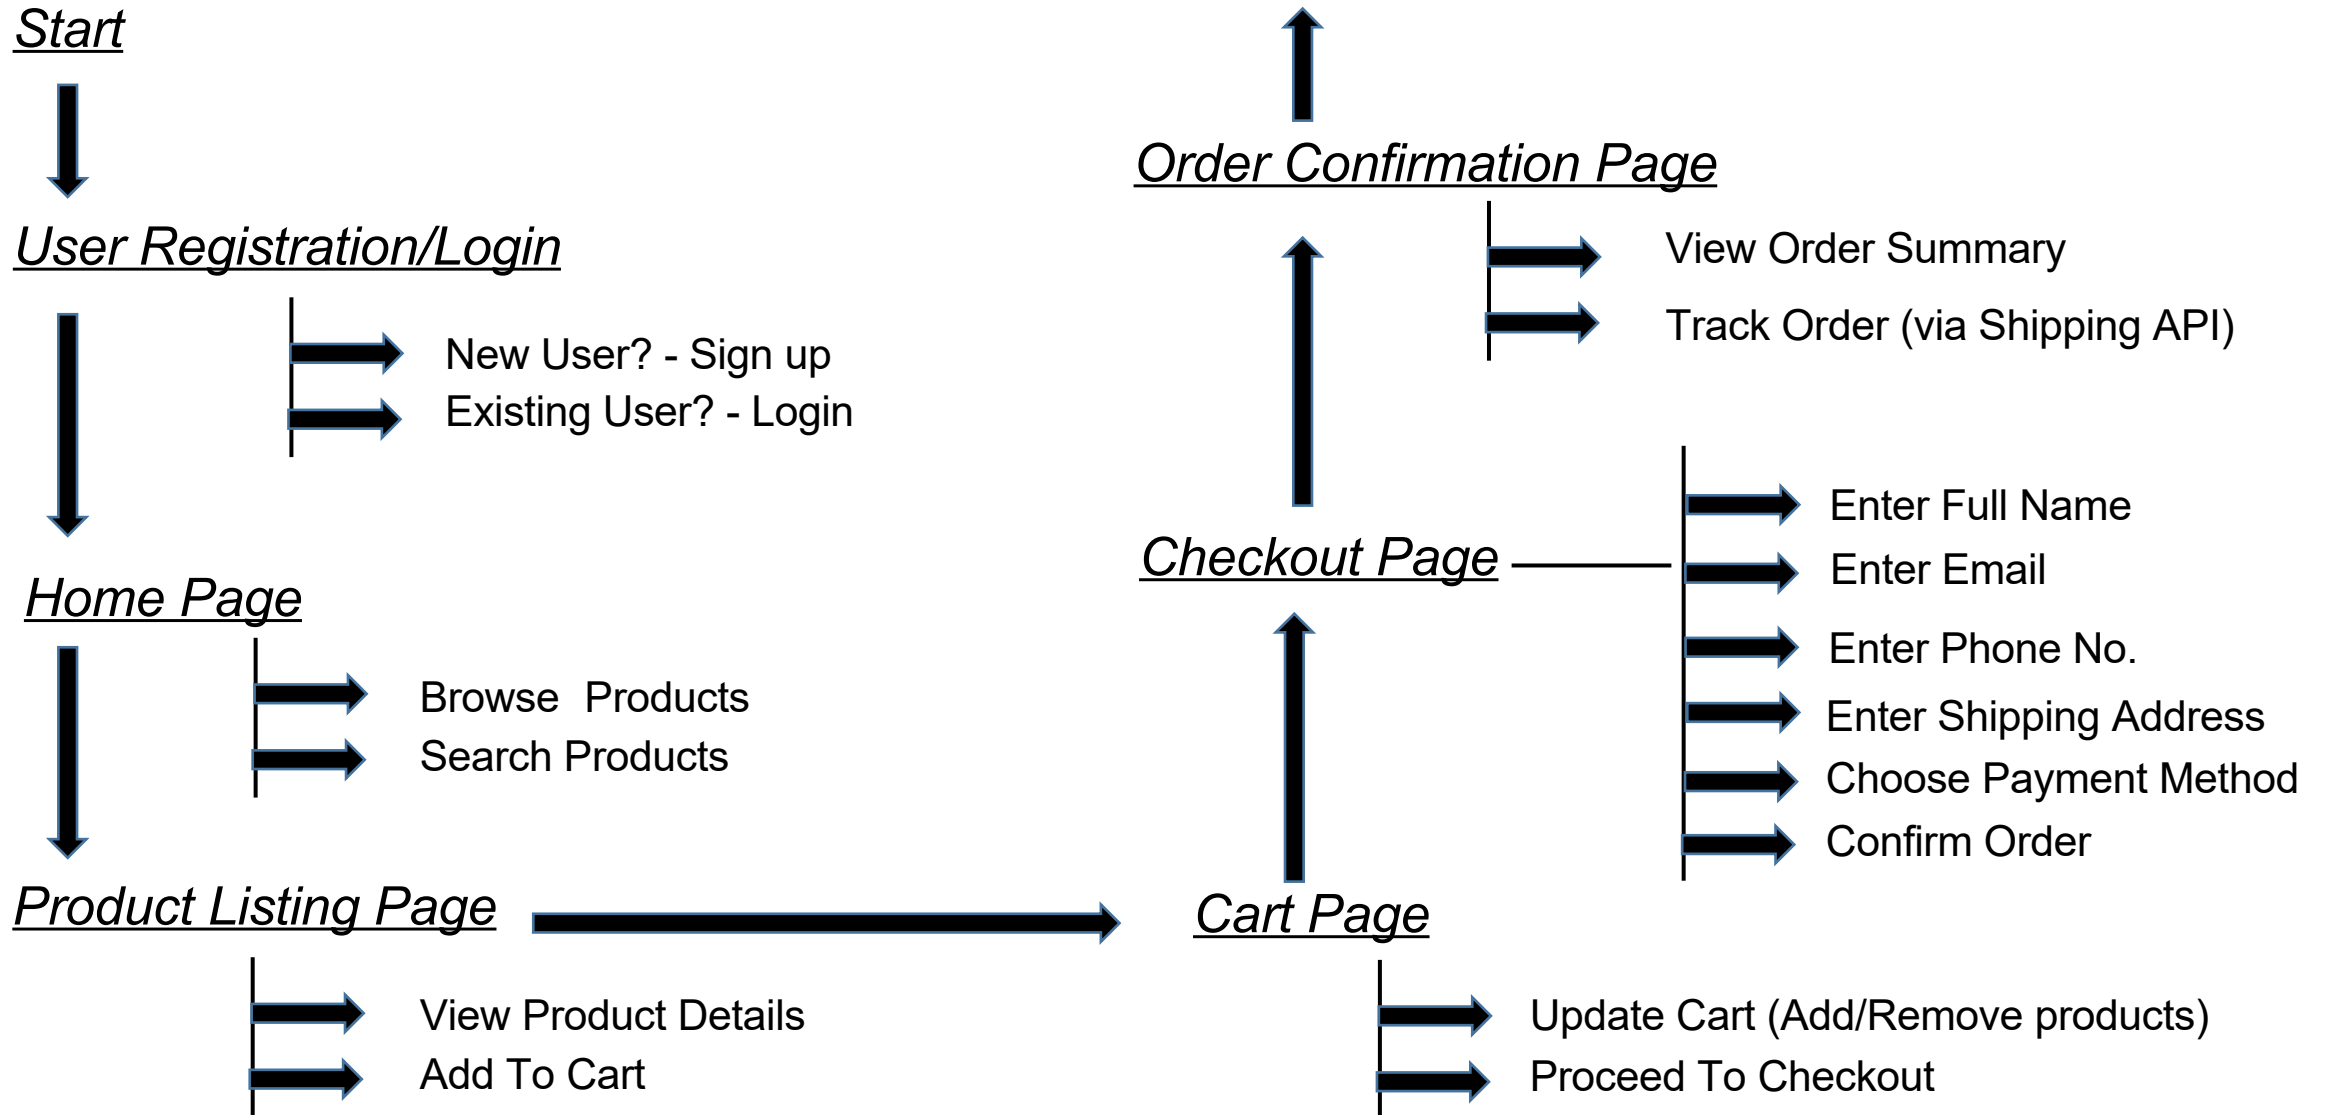 Start
User Registration/Login
New User? - Sign up
Existing User? - Login
Home Page
Browse  Products
Search Products
Product Listing Page
View Product Details
Add To Cart
Cart Page
Update Cart (Add/Remove products)
Proceed To Checkout
Checkout Page
Enter Full Name
Enter Email
Enter Phone No.
Enter Shipping Address
Choose Payment Method
Confirm Order
Order Confirmation Page
View Order Summary
Track Order (via Shipping API)